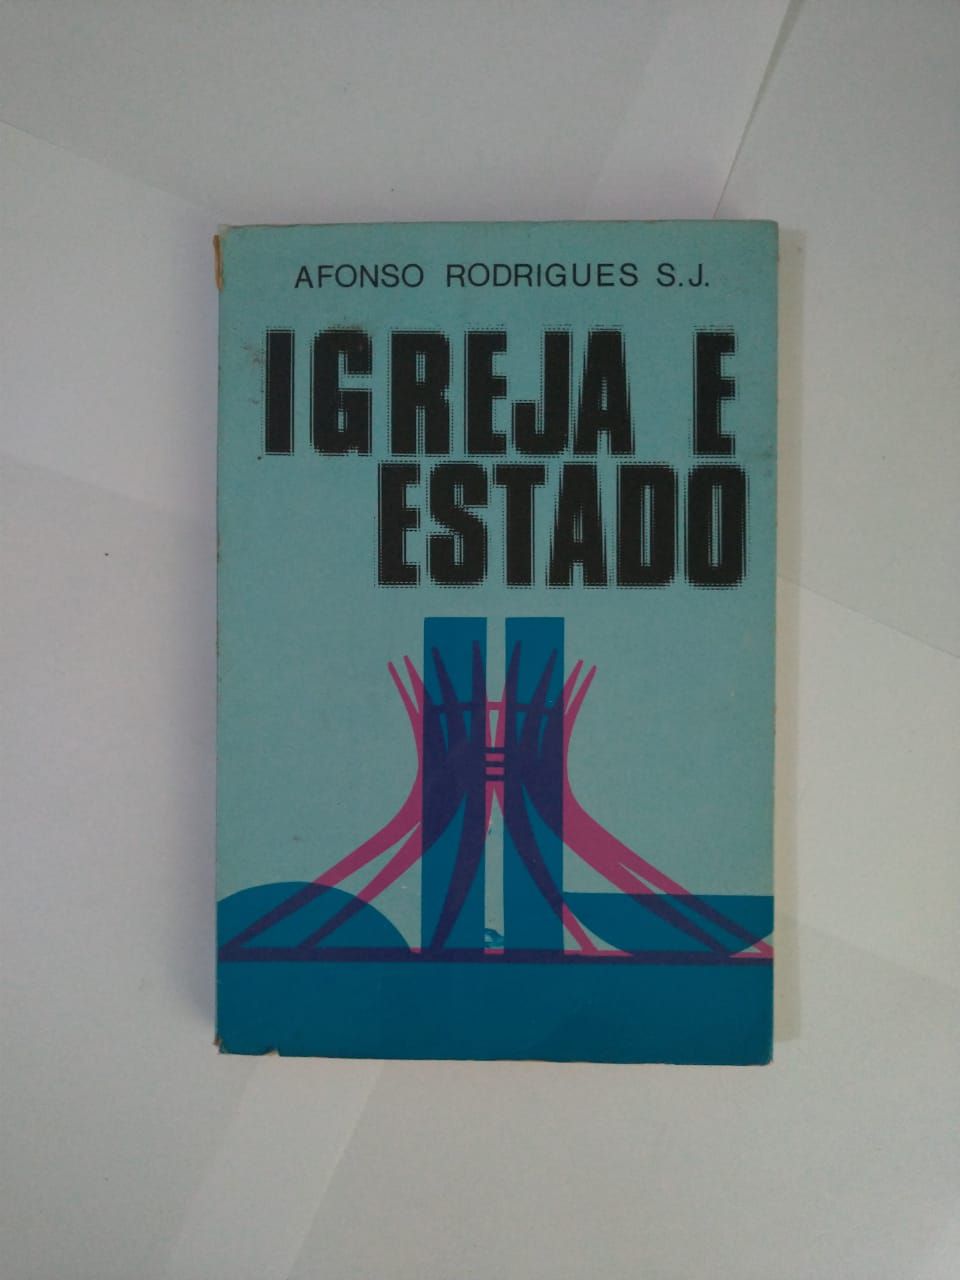 AFONSO RODRIGUES S.J.
IGREJA E
ESTADO